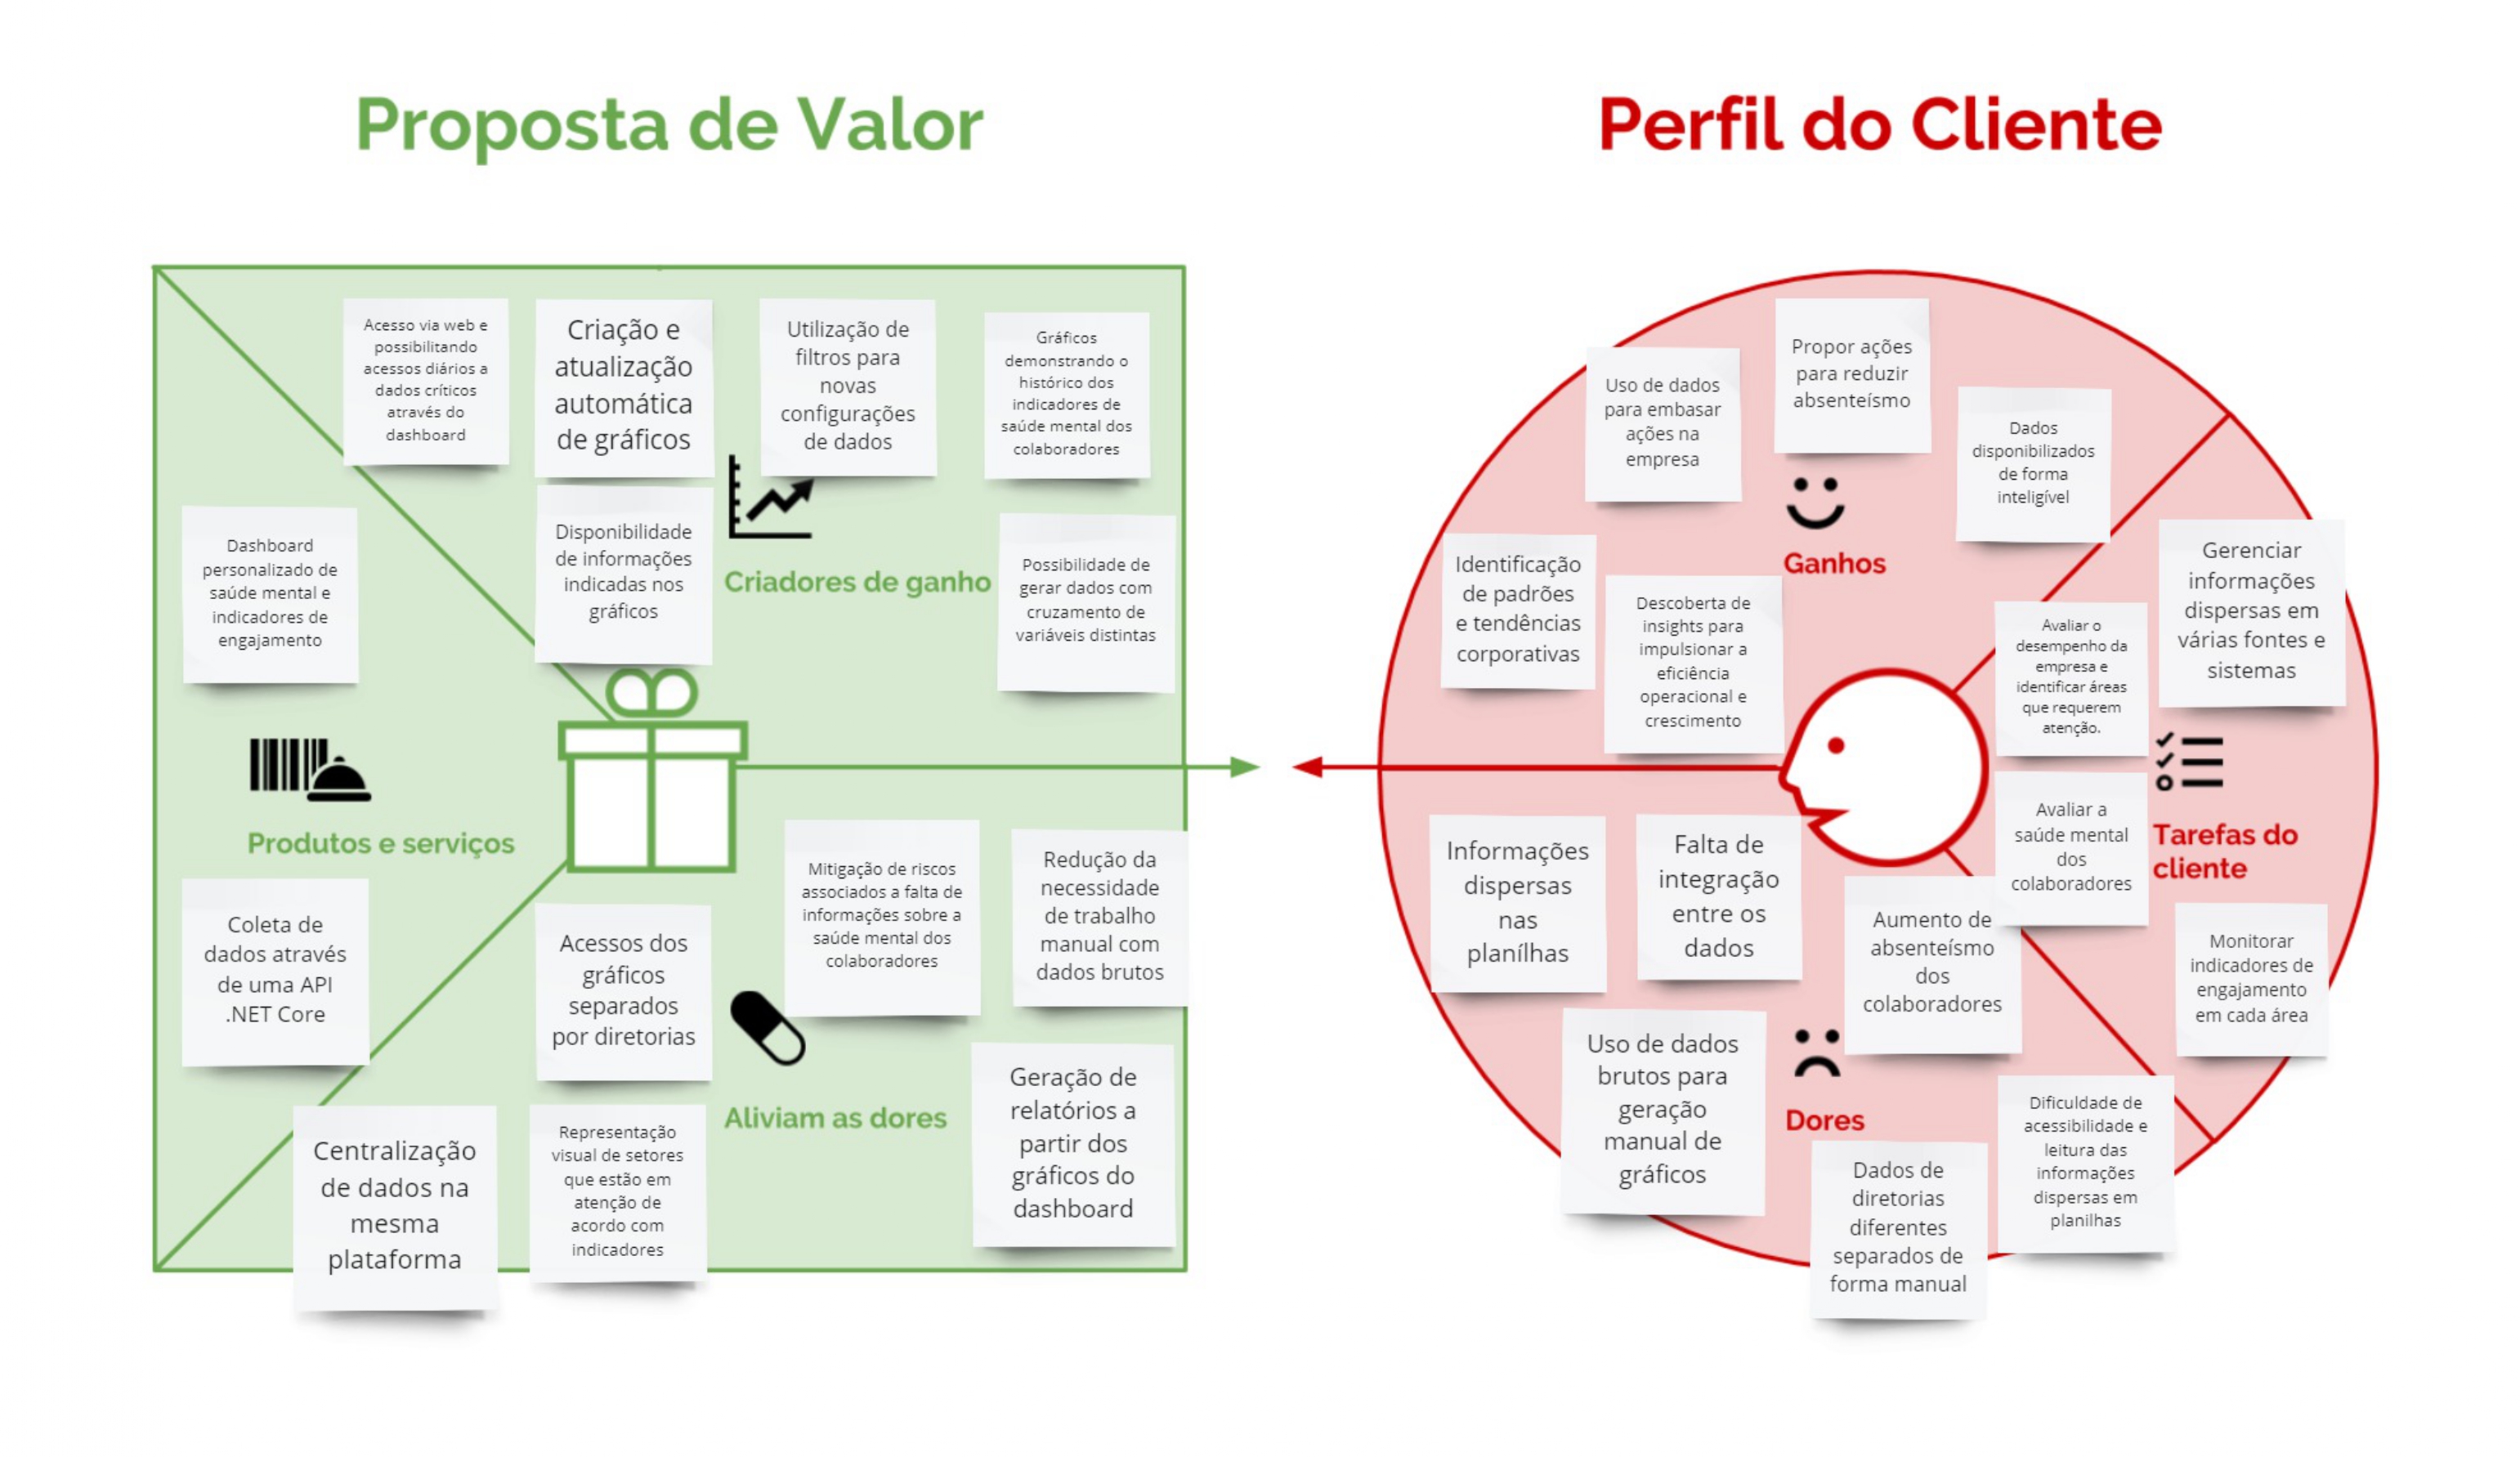 Proposta de Valor
Acesso via web e
possibilitando
acessos diários a
dados críticos
através do
dashboard
Criação e
atualização
automática
de gráficos
Utilização de
filtros para
novas
configurações
de dados
Gráficos
demonstrando o
histórico dos
indicadores de
saúde mental dos
colaboradores
Dashboard
personalizado de
saúde mental e
indicadores de
engajamento
Disponibilidade
de informações
indicadas nos
gráficos
Criadores de ganho
Possibilidade de
gerar dados com
cruzamento de
variáveis distintas
Produtos e serviços
Coleta de
dados através
de uma API
.NET Core
Acessos dos
gráficos
separados
por diretorias
Mitigação de riscos
associados a falta de
informações sobre a
saúde mental dos
colaboradores
Redução da
necessidade
de trabalho
manual com
dados brutos
Aliviam as dores
Centralização
de dados na
mesma
plataforma
Representação
visual de setores
que estão em
atenção de
acordo com
indicadores
Geração de
relatórios a
partir dos
gráficos do
dashboard
Perfil do Cliente
Uso de dados
para embasar
ações na
empresa
Propor ações
para reduzir
absenteísmo
Dados
disponibilizados
de forma
inteligível
Ganhos
Identificação
de padrões
e tendências
corporativas
Descoberta de
insights para
impulsionar a
eficiência
operacional e
crescimento
Avaliar o
desempenho da
empresa e
identificar áreas
que requerem
atenção.
Gerenciar
informações
dispersas em
várias fontes e
sistemas
Avaliar a
saúde mental
dos
colaboradores
Tarefas do
cliente
Monitorar
indicadores de
engajamento
em cada área
Informações
dispersas
nas
planílhas
Falta de
integração
entre os
dados
Aumento de
absenteísmo
dos
colaboradores
Uso de dados
brutos para
geração
manual de
gráficos
Dores
Dados de
diretorias
diferentes
separados de
forma manual
Dificuldade de
acessibilidade e
leitura das
informações
dispersas em
planilhas